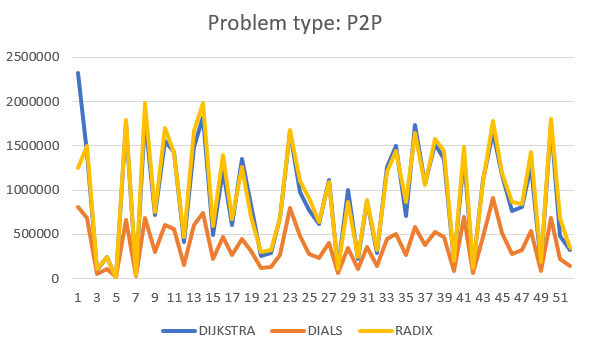 Problem type: P2P
2500000
2000000
1500000
1000000
500000
0
1 3 5 7 9 11 13 15 17 19 21 23 25 27 29 31 33 35 37 39 41 43 45 47 49 51
DIJKSTRA DIALS RADIX